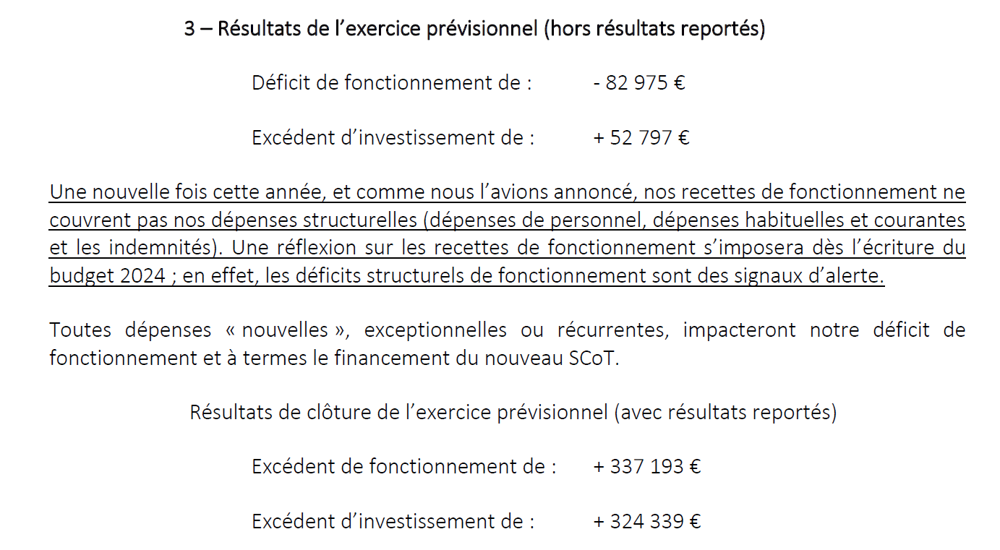 3 – Résultats de l’exercice prévisionnel (hors résultats reportés)
Déficit de fonctionnement de : - 82 975 €
Excédent d’investissement de : + 52 797 €
Une nouvelle fois cette année, et comme nous l’avions annoncé, nos recettes de fonctionnement ne
couvrent pas nos dépenses structurelles (dépenses de personnel, dépenses habituelles et courantes
et les indemnités). Une réflexion sur les recettes de fonctionnement s’imposera dès l’écriture du
budget 2024 ; en effet, les déficits structurels de fonctionnement sont des signaux d’alerte.
Toutes dépenses « nouvelles », exceptionnelles ou récurrentes, impacteront notre déficit de
fonctionnement et à termes le financement du nouveau SCoT.
Résultats de clôture de l’exercice prévisionnel (avec résultats reportés)
Excédent de fonctionnement de : + 337 193 €
Excédent d’investissement de : + 324 339 €